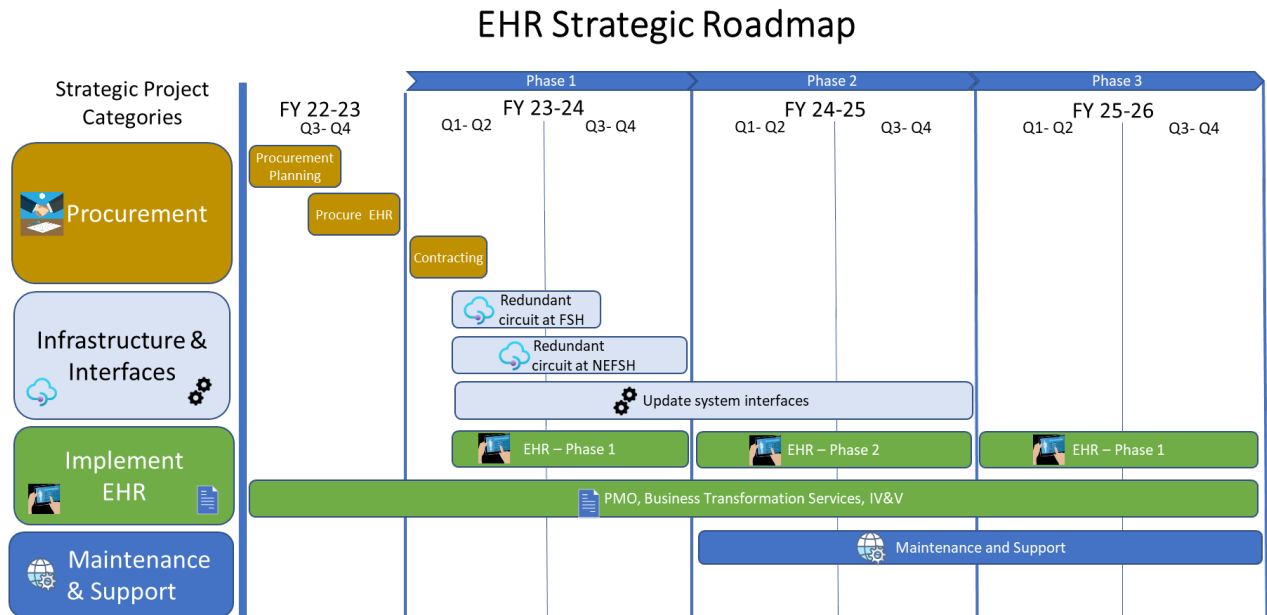 EHR Strategic Roadmap
Strategic Project
Categories
Phase 1
Phase 2
Phase 3
FY 22-23
Q3- Q4
FY 23-24
Q1- Q2
Q3- Q4
FY 24-25
Q1- Q2
Q3- Q4
FY 25-26
Q1- Q2
Q3- Q4
Procurement
Procurement
Planning
Procure EHR
Contracting
Infrastructure &
Interfaces
Redundant
circuit at FSH
Redundant
circuit at NEFSH
Update system interfaces
Implement
EHR
EHR – Phase 1
EHR – Phase 2
EHR – Phase 1
PMO, Business Transformation Services, IV&V
Maintenance
& Support
Maintenance and Support